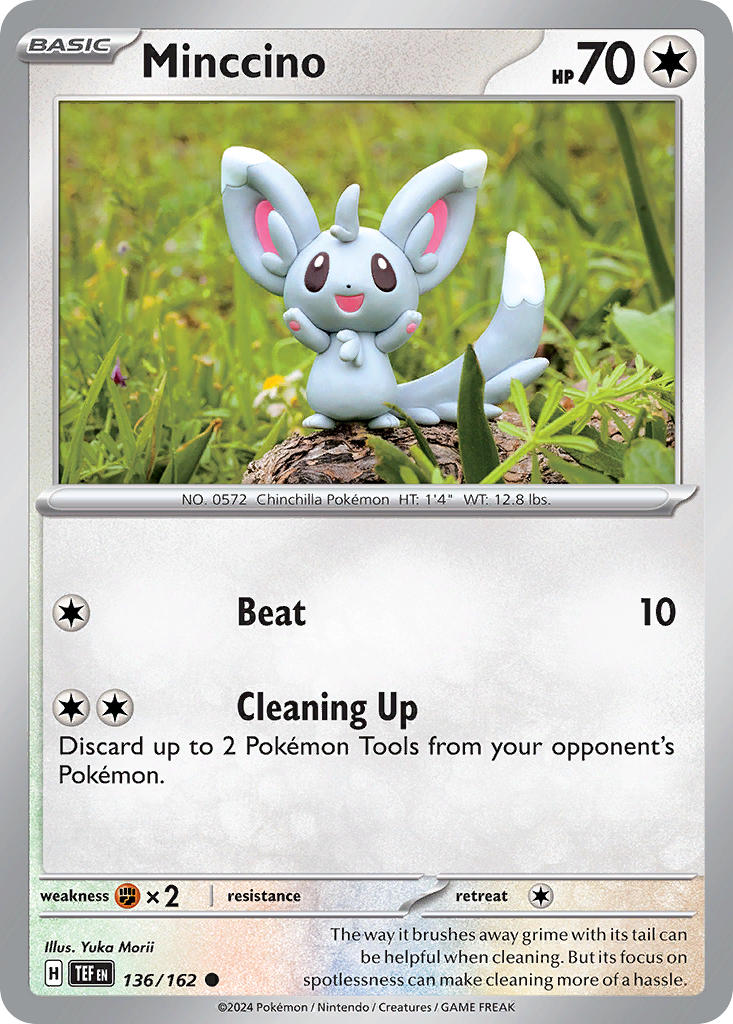 BASIC
Minccino
HP 70
NO. 0572 Chinchilla Pokémon HT: 1'4" WT: 12.8 lbs.
Beat 10
Cleaning Up
Discard up to 2 Pokémon Tools from your opponent's
Pokémon.
weakness ×2 resistance retreat
Illus. Yuka Morii
H TEF EN 136/162
The way it brushes away grime with its tail can
be helpful when cleaning. But its focus on
spotlessness can make cleaning more of a hassle.
©2024 Pokémon / Nintendo / Creatures / GAME FREAK